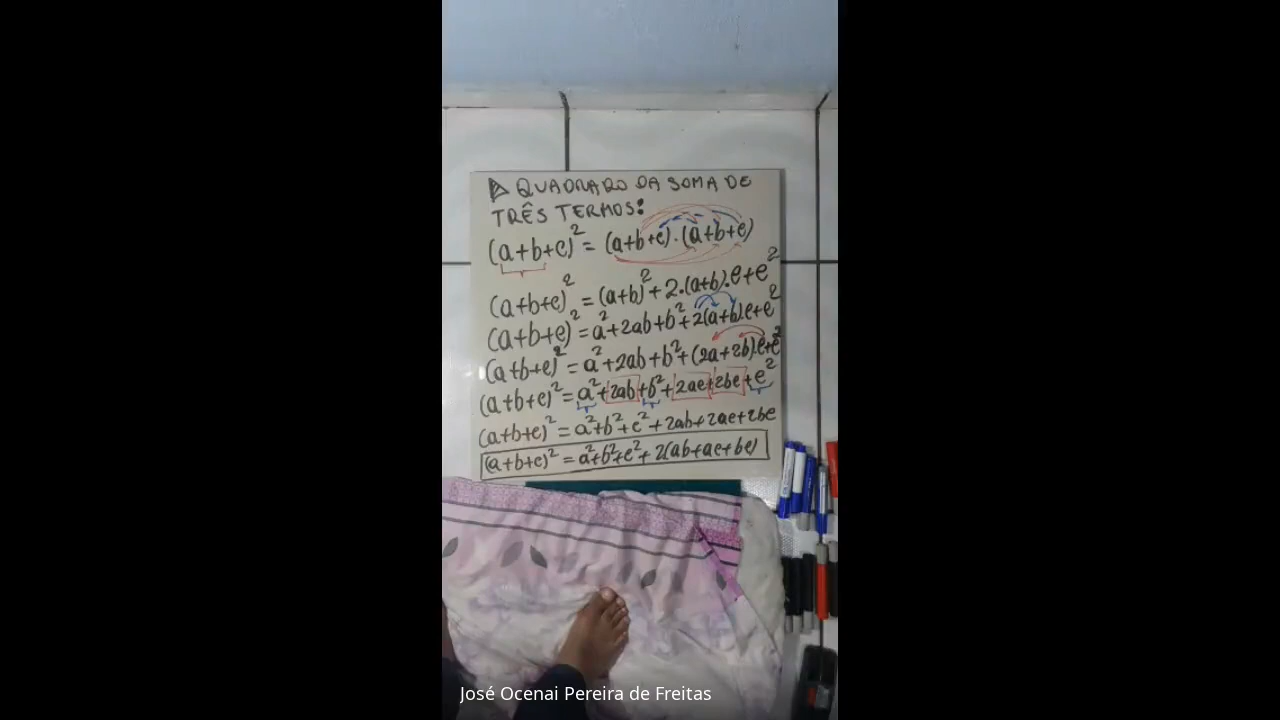 QUADRADO DA SOMA DE
TRÊS TERMOS:
(a+b+c)² = (a+b+c).(a+b+c)
(a+b+c)² = (a+b)²+2.(a+b).c+c²
(a+b+c)² = a²+2ab+b²+2(a+b).c+c²
(a+b+c)² = a²+2ab+b²+(2a+2b).c+c²
(a+b+c)² = a²+2ab+b²+2ac+2bc+c²
(a+b+c)² = a²+b²+c²+2ab+2ac+2bc
(a+b+c)² = a²+b²+c²+2(ab+ac+bc)
José Ocenai Pereira de Freitas